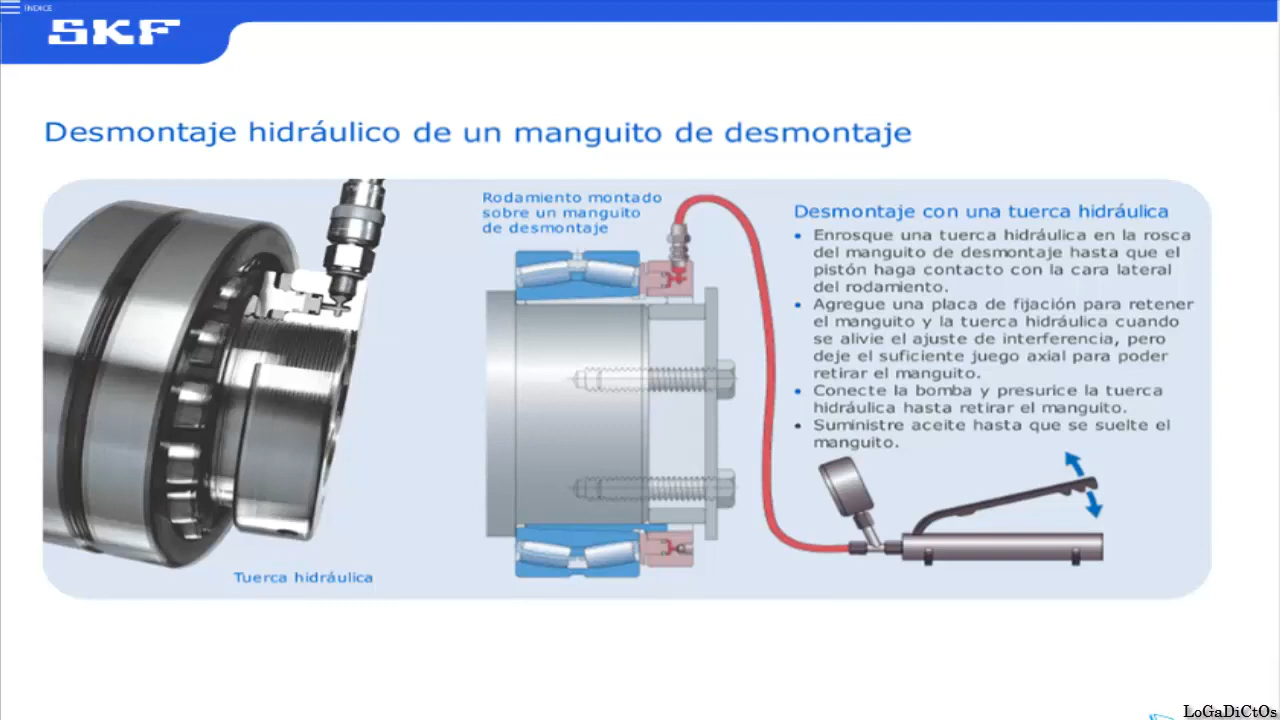 ÍNDICE
SKF
Desmontaje hidráulico de un manguito de desmontaje
Rodamiento montado
sobre un manguito
de desmontaje
Tuerca hidráulica
Desmontaje con una tuerca hidráulica
• Enrosque una tuerca hidráulica en la rosca
del manguito de desmontaje hasta que el
pistón haga contacto con la cara lateral
del rodamiento.
• Agregue una placa de fijación para retener
el manguito y la tuerca hidráulica cuando
se alivie el ajuste de interferencia, pero
deje el suficiente juego axial para poder
retirar el manguito.
• Conecte la bomba y presurice la tuerca
hidráulica hasta retirar el manguito.
• Suministre aceite hasta que se suelte el
manguito.
LoGaDiCtOs